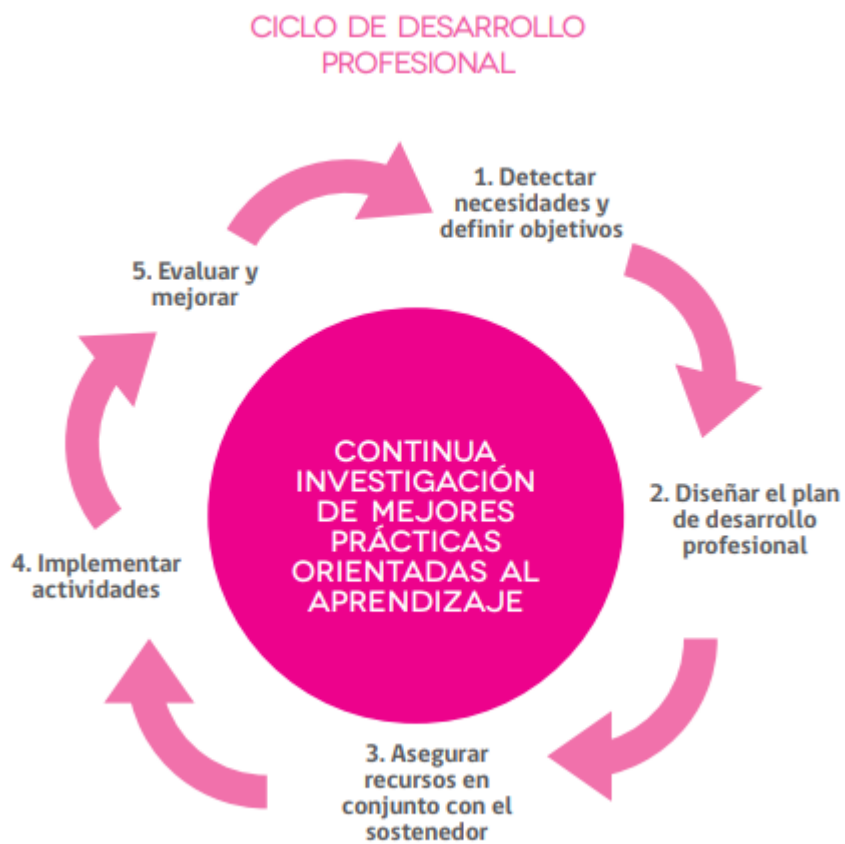 CICLO DE DESARROLLO
PROFESIONAL
1. Detectar
necesidades y
definir objetivos
2. Diseñar el plan
de desarrollo
profesional
3. Asegurar
recursos en
conjunto con el
sostenedor
4. Implementar
actividades
5. Evaluar y
mejorar
CONTINUA
INVESTIGACIÓN
DE MEJORES
PRÁCTICAS
ORIENTADAS AL
APRENDIZAJE